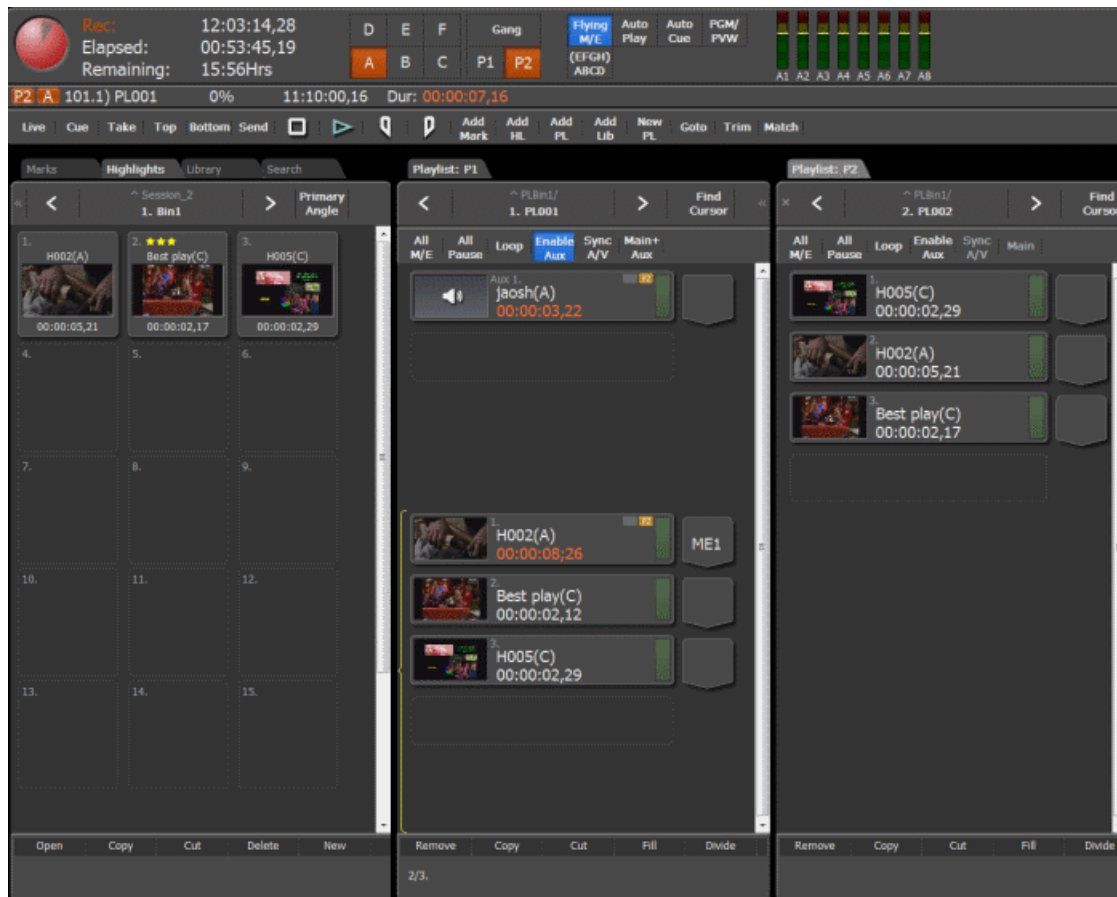 Rec: 12:03:14,28
Elapsed: 00:53:45,19
Remaining: 15:56Hrs
D E F Gang
A B C P1 P2
Flying M/E
Auto Play
Auto Cue
PGM/ PVW
(EFGH) ABCD
A1 A2 A3 A4 A5 A6 A7 A8
P2 A 101.1) PL001 0% 11:10:00,16 Dur: 00:00:07,16
Live Cue Take Top Bottom Send Add Mark Add HL Add PL Add Lib New PL Goto Trim Match
Marks Highlights Library Search
« < ^ Session_2 > Primary Angle
1. Bin1
1. H002(A)
00:00:05,21
2. ★★★
Best play(C)
00:00:02,17
3. H005(C)
00:00:02,29
4. 5. 6.
7. 8. 9.
10. 11. 12.
13. 14. 15.
Open Copy Cut Delete New
Playlist: P1
< ^ PLBin1/ > Find Cursor «
1. PL001
All M/E All Pause Loop Enable Aux Sync A/V Main+ Aux
Aux 1. P2
jaosh(A)
00:00:03,22
1. P2
H002(A)
00:00:08;26
ME1
2.
Best play(C)
00:00:02,12
3.
H005(C)
00:00:02,29
Remove Copy Cut Fill Divide
2/3.
Playlist: P2
× < ^ PLBin1/ > Find Curso
2. PL002
All M/E All Pause Loop Enable Aux Sync A/V Main
1.
H005(C)
00:00:02,29
2.
H002(A)
00:00:05,21
3.
Best play(C)
00:00:02,17
Remove Copy Cut Fill Divide